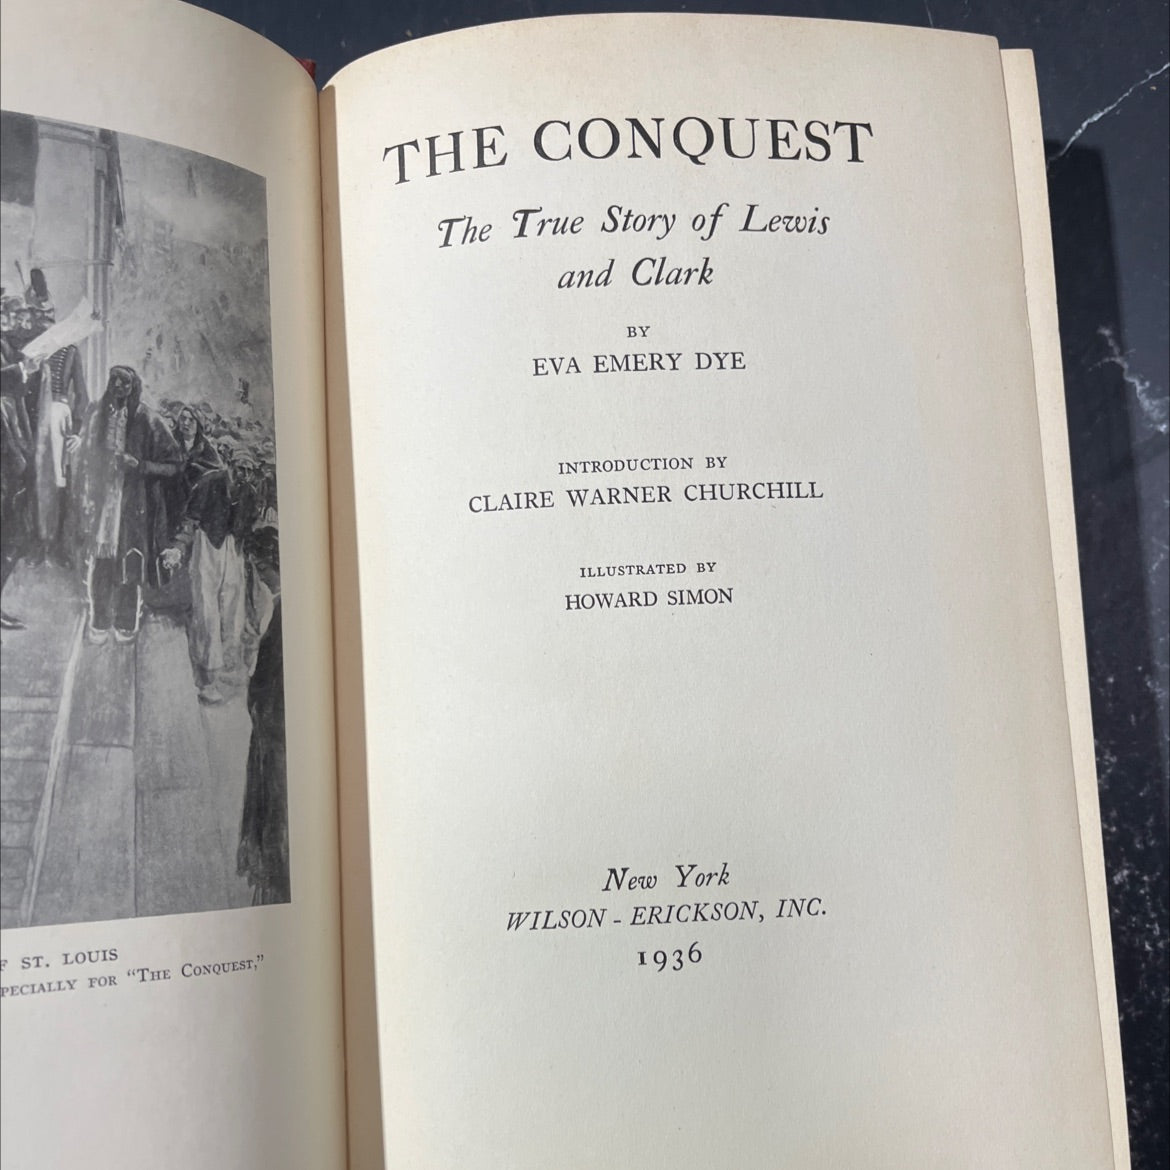 ST. LOUIS
FOR "THE CONQUEST,"
THE CONQUEST
The True Story of Lewis
and Clark
BY
EVA EMERY DYE
INTRODUCTION BY
CLAIRE WARNER CHURCHILL
ILLUSTRATED BY
HOWARD SIMON
New York
WILSON - ERICKSON, INC.
1936